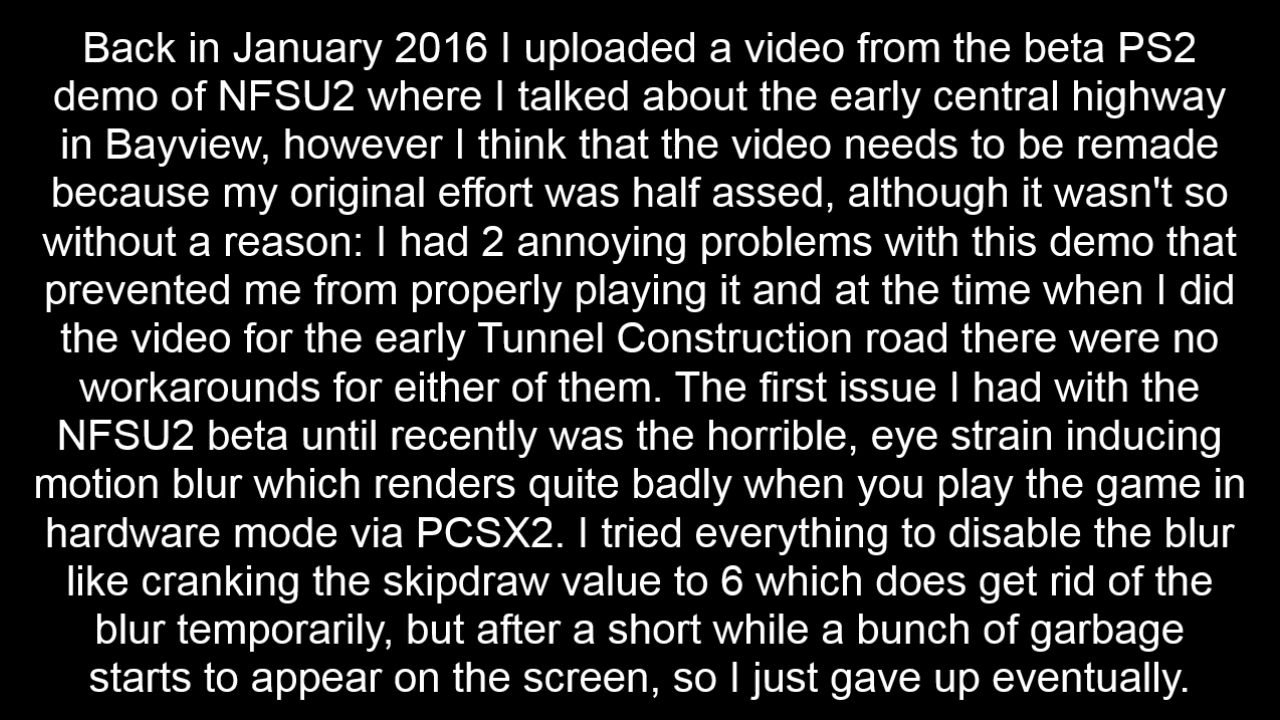 Back in January 2016 I uploaded a video from the beta PS2
demo of NFSU2 where I talked about the early central highway
in Bayview, however I think that the video needs to be remade
because my original effort was half assed, although it wasn't so
without a reason: I had 2 annoying problems with this demo that
prevented me from properly playing it and at the time when I did
the video for the early Tunnel Construction road there were no
workarounds for either of them. The first issue I had with the
NFSU2 beta until recently was the horrible, eye strain inducing
motion blur which renders quite badly when you play the game in
hardware mode via PCSX2. I tried everything to disable the blur
like cranking the skipdraw value to 6 which does get rid of the
blur temporarily, but after a short while a bunch of garbage
starts to appear on the screen, so I just gave up eventually.